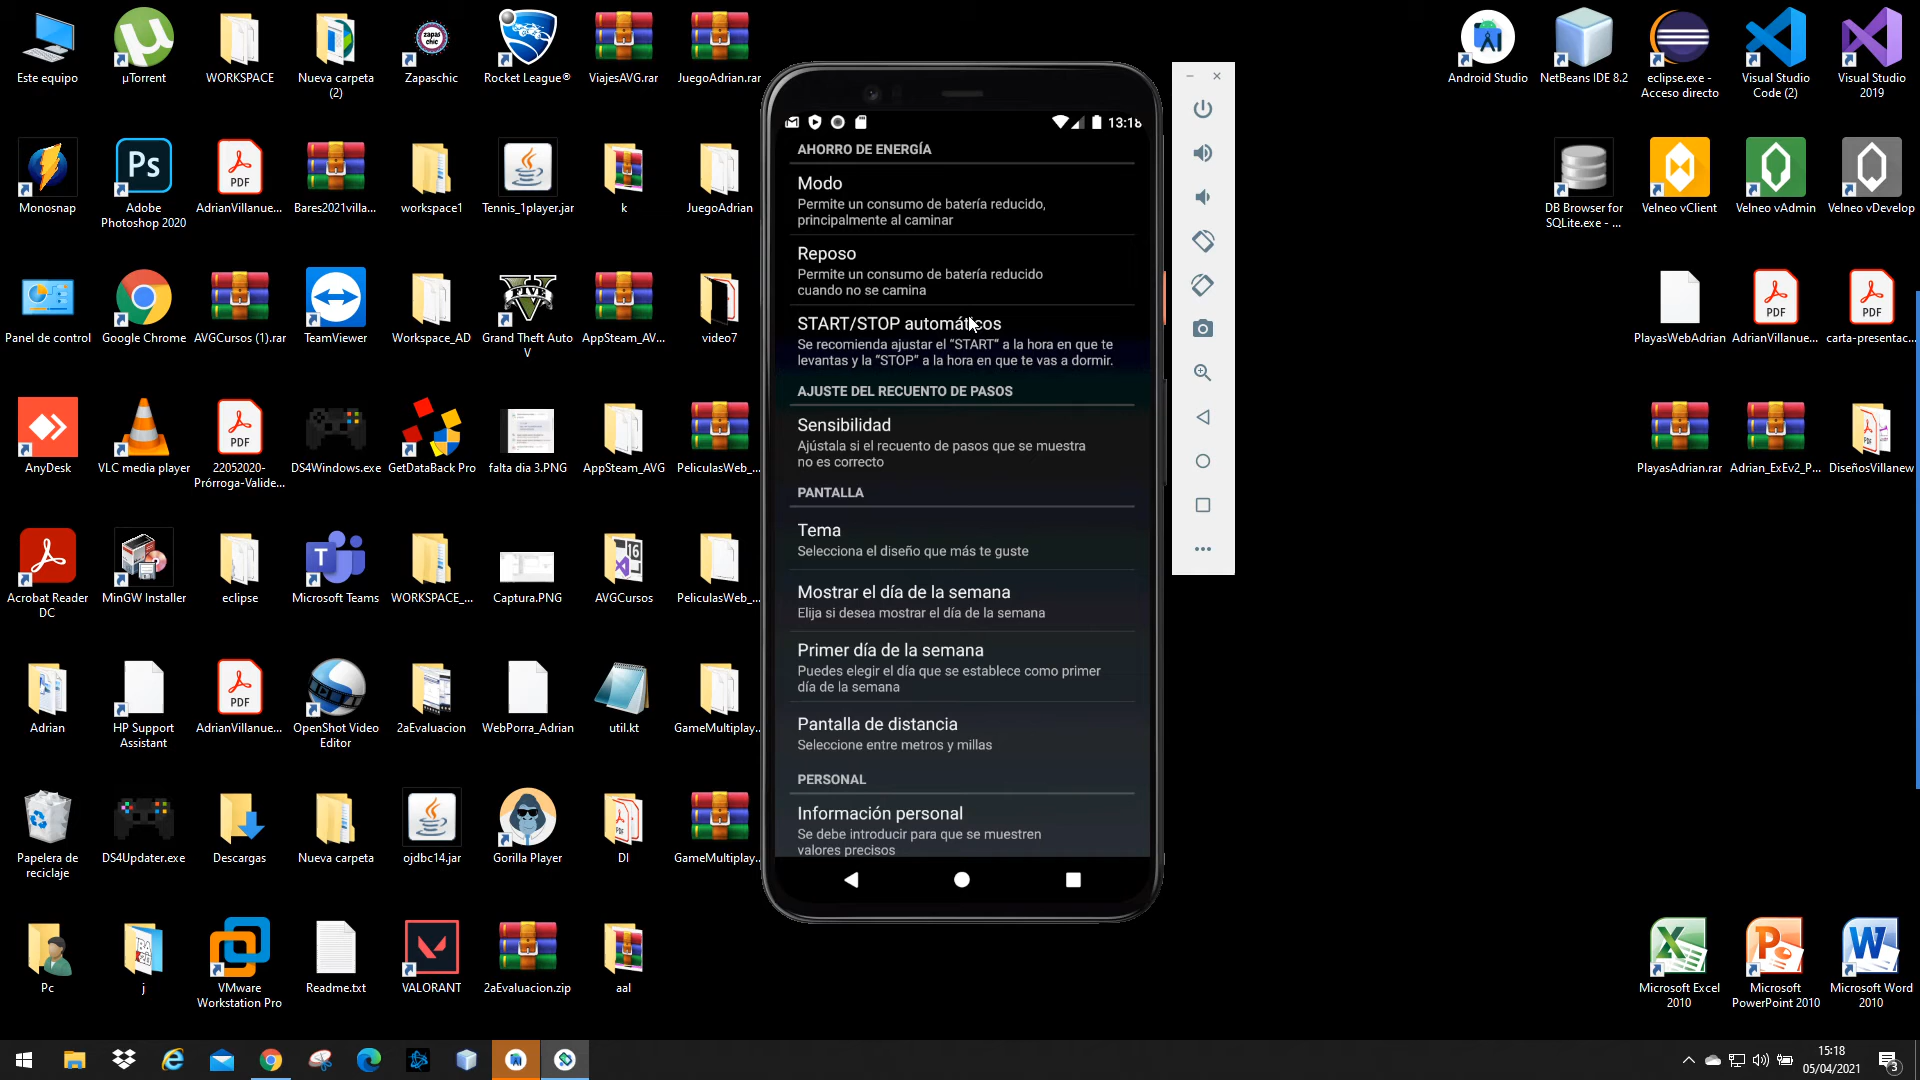 Este equipo
µTorrent
WORKSPACE
Nueva carpeta
(2)
Zapaschic
Rocket League®
ViajesAVG.rar
JuegoAdrian.rar
Android Studio
NetBeans IDE 8.2
eclipse.exe -
Acceso directo
Visual Studio
Code (2)
Visual Studio
2019
Monosnap
Adobe
Photoshop 2020
AdrianVillanue...
Bares2021villa...
workspace1
Tennis_1player.jar
k
JuegoAdrian
DB Browser for
SQLite.exe - ...
Velneo vClient
Velneo vAdmin
Velneo vDevelop
Panel de control
Google Chrome
AVGCursos (1).rar
TeamViewer
Workspace_AD
Grand Theft Auto
V
AppSteam_AV...
video7
PlayasWebAdrian
AdrianVillanue...
carta-presentac...
AnyDesk
VLC media player
22052020-
Prórroga-Valide...
DS4Windows.exe
GetDataBack Pro
falta dia 3.PNG
AppSteam_AVG
PeliculasWeb_...
PlayasAdrian.rar
Adrian_ExEv2_P...
DiseñosVillanew
Acrobat Reader
DC
MinGW Installer
eclipse
Microsoft Teams
WORKSPACE_...
Captura.PNG
AVGCursos
PeliculasWeb_...
Adrian
HP Support
Assistant
AdrianVillanue...
OpenShot Video
Editor
2aEvaluacion
WebPorra_Adrian
util.kt
GameMultiplay...
Papelera de
reciclaje
DS4Updater.exe
Descargas
Nueva carpeta
ojdbc14.jar
Gorilla Player
DI
GameMultiplay...
Pc
j
VMware
Workstation Pro
Readme.txt
VALORANT
2aEvaluacion.zip
aal
Microsoft Excel
2010
Microsoft
PowerPoint 2010
Microsoft Word
2010
13:18
AHORRO DE ENERGÍA
Modo
Permite un consumo de batería reducido,
principalmente al caminar
Reposo
Permite un consumo de batería reducido
cuando no se camina
START/STOP automáticos
Se recomienda ajustar el “START“ a la hora en que te
levantas y la “STOP” a la hora en que te vas a dormir.
AJUSTE DEL RECUENTO DE PASOS
Sensibilidad
Ajústala si el recuento de pasos que se muestra
no es correcto
PANTALLA
Tema
Selecciona el diseño que más te guste
Mostrar el día de la semana
Elija si desea mostrar el día de la semana
Primer día de la semana
Puedes elegir el día que se establece como primer
día de la semana
Pantalla de distancia
Seleccione entre metros y millas
PERSONAL
Información personal
Se debe introducir para que se muestren
valores precisos
15:18
05/04/2021
3